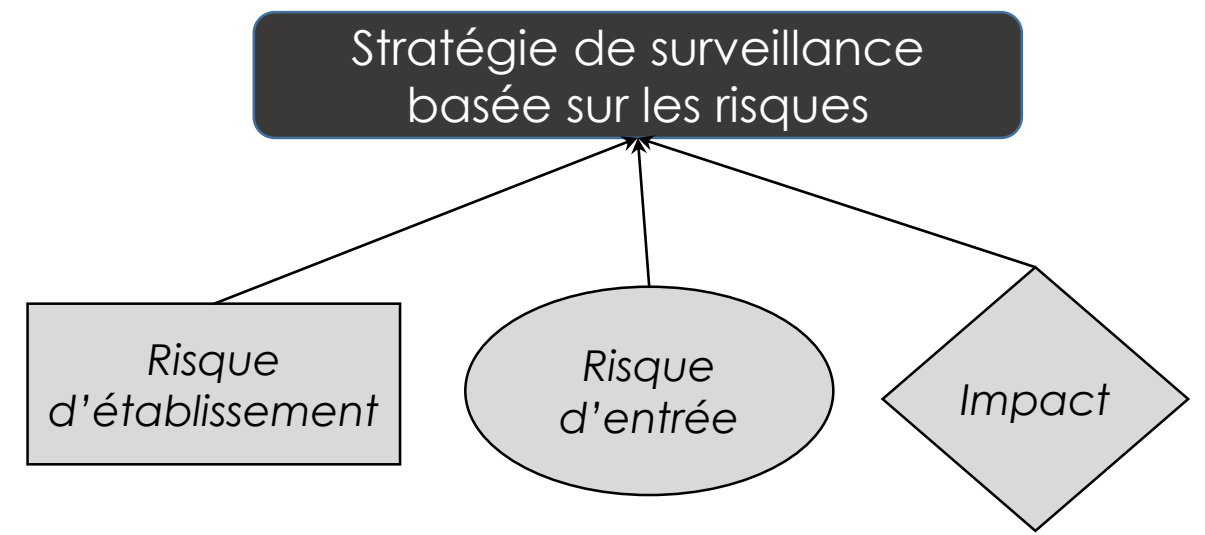 Stratégie de surveillance
basée sur les risques
Risque
d’établissement
Risque
d’entrée
Impact